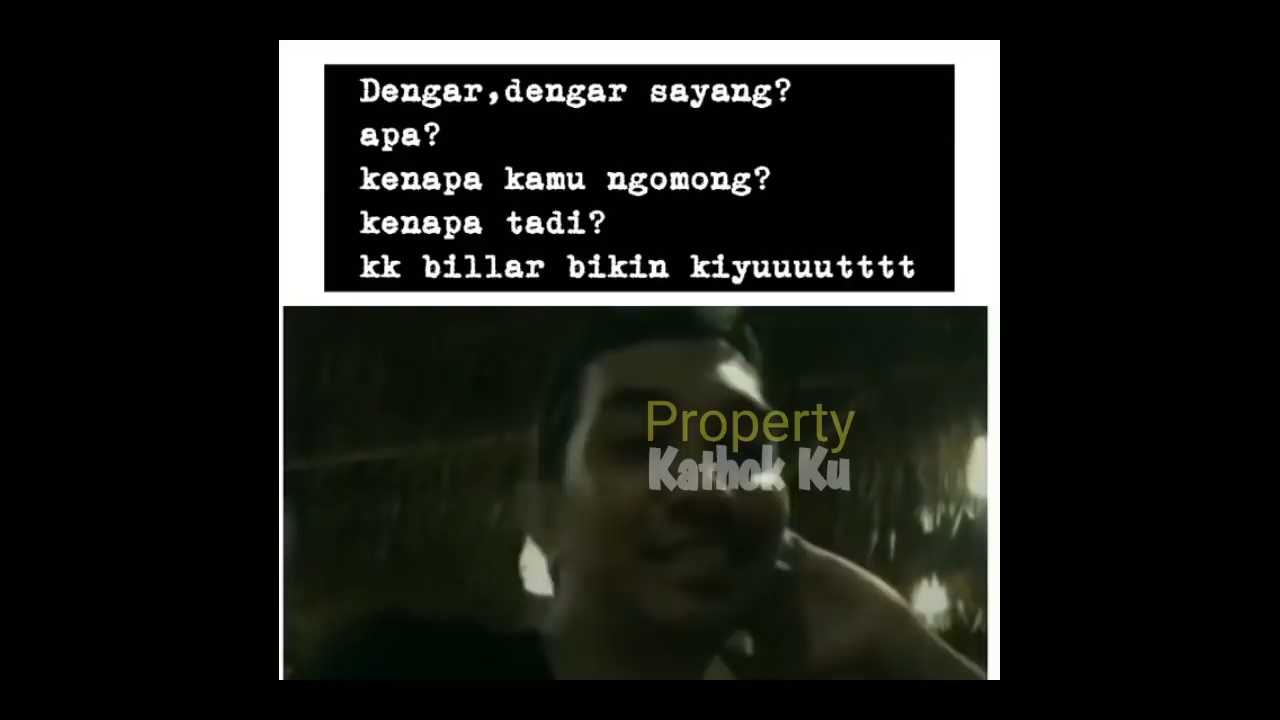 Dengar,dengar sayang?
apa?
kenapa kamu ngomong?
kenapa tadi?
kk billar bikin kiyuuuutttt
Property
Kathok Ku